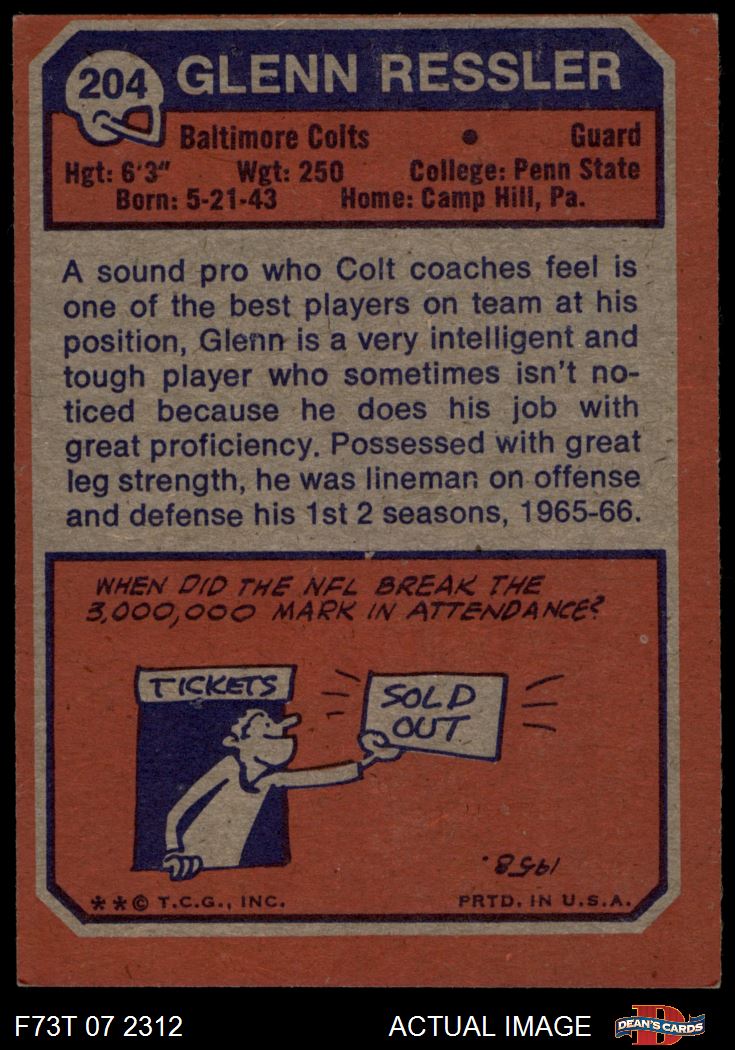 204 GLENN RESSLER
Baltimore Colts • Guard
Hgt: 6'3" Wgt: 250 College: Penn State
Born: 5-21-43 Home: Camp Hill, Pa.
A sound pro who Colt coaches feel is
one of the best players on team at his
position, Glenn is a very intelligent and
tough player who sometimes isn't no-
ticed because he does his job with
great proficiency. Possessed with great
leg strength, he was lineman on offense
and defense his 1st 2 seasons, 1965-66.
WHEN DID THE NFL BREAK THE
3,000,000 MARK IN ATTENDANCE?
TICKETS
SOLD
OUT
1958.
**© T.C.G., INC. PRTD. IN U.S.A.
F73T 07 2312 ACTUAL IMAGE
D
DEAN'S CARDS